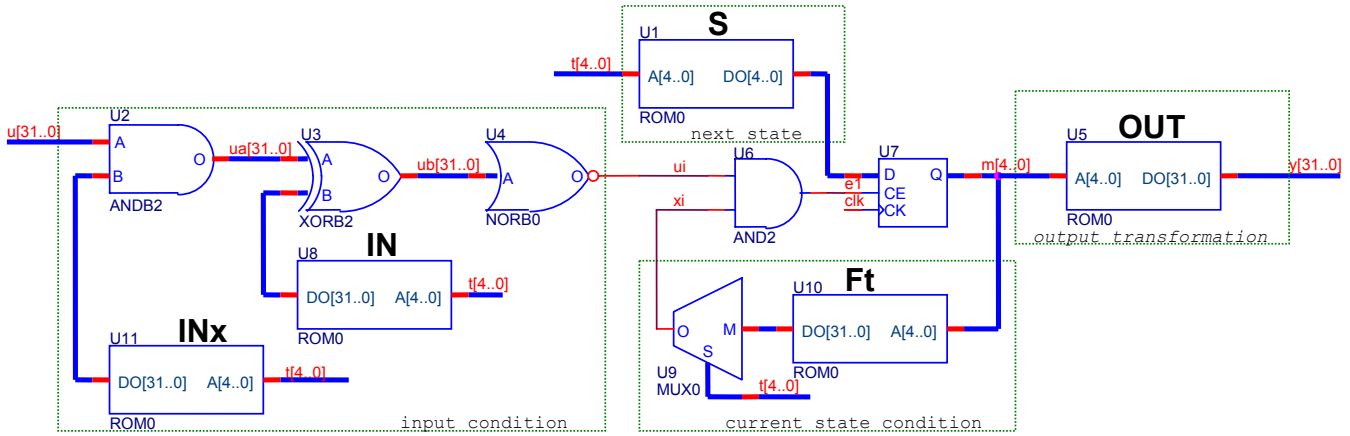 S
U1
t[4..0]
A[4..0] DO[4..0]
ROM0
next state
U2
u[31..0]
A
B
O
ANDB2
ua[31..0]
U3
A
B
O
XORB2
ub[31..0]
U4
A
O
NORB0
ui
xi
U6
AND2
e1
clk
U7
D Q
CE
CK
m[4..0]
OUT
U5
A[4..0] DO[31..0]
ROM0
y[31..0]
output transformation
IN
U8
DO[31..0] A[4..0]
ROM0
t[4..0]
INx
U11
DO[31..0] A[4..0]
ROM0
t[4..0]
input condition
Ft
U10
DO[31..0] A[4..0]
ROM0
O M
S
U9
MUX0
t[4..0]
current state condition